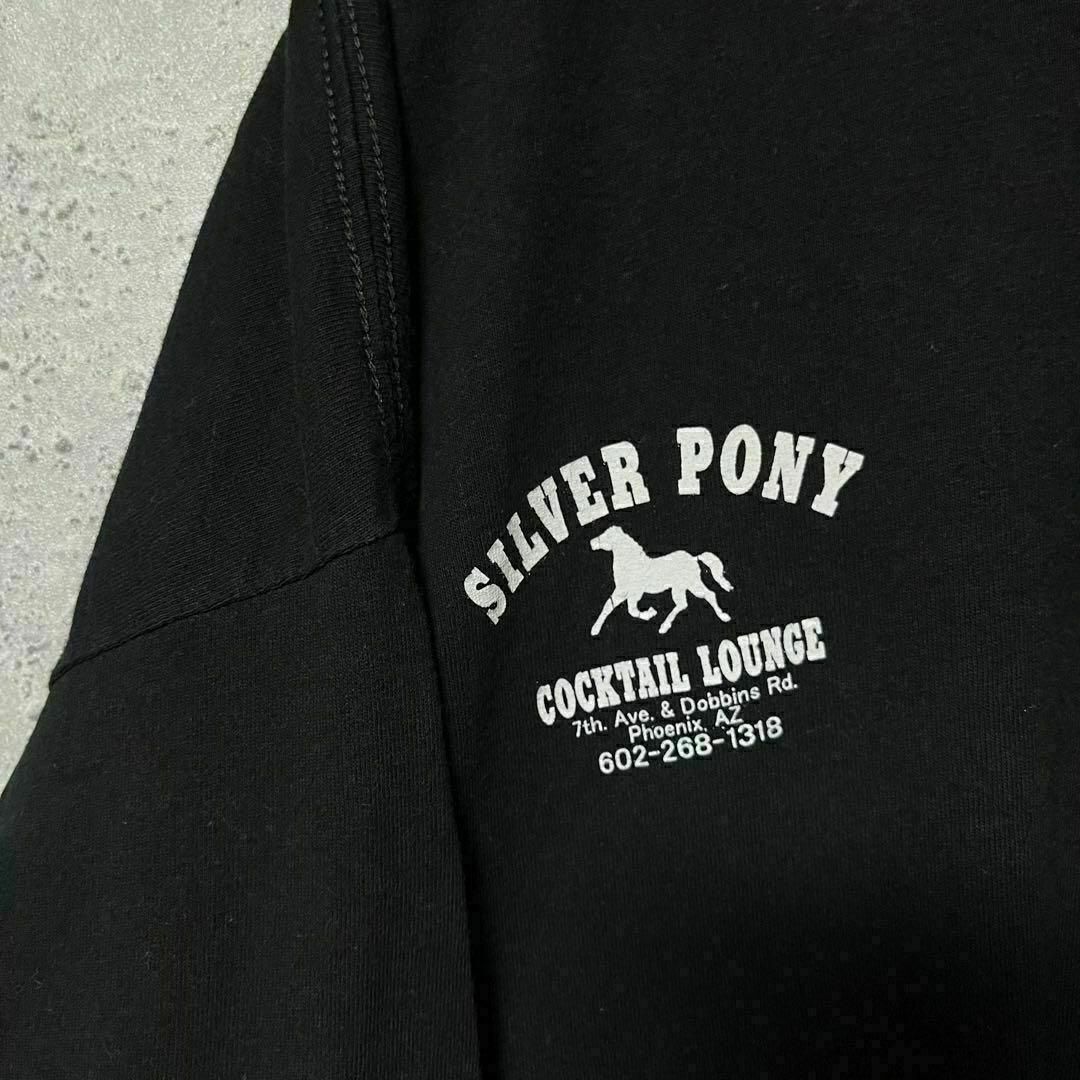 SILVER PONY
COCKTAIL LOUNGE
7th. Ave. & Dobbins Rd.
Phoenix, AZ
602-268-1318